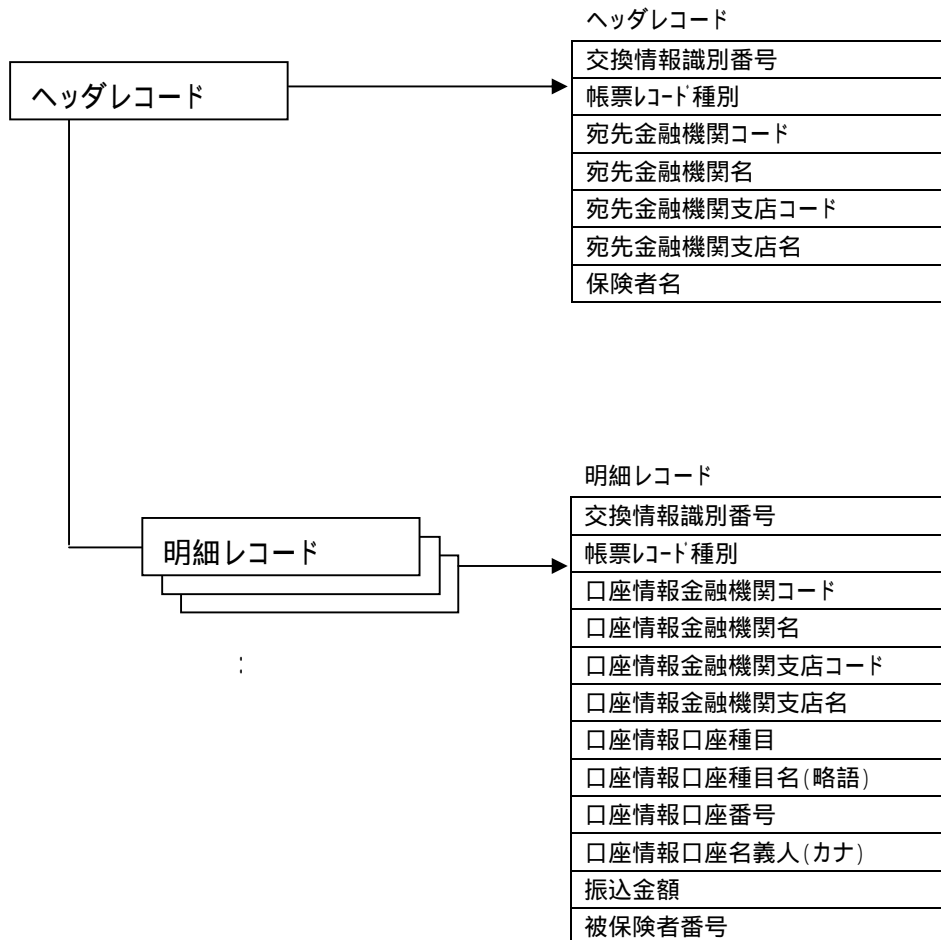 ヘッダレコード
ヘッダレコード
交換情報識別番号
帳票ﾚｺｰﾄﾞ種別
宛先金融機関コード
宛先金融機関名
宛先金融機関支店コード
宛先金融機関支店名
保険者名
明細レコード
明細レコード
:
交換情報識別番号
帳票ﾚｺｰﾄﾞ種別
口座情報金融機関コード
口座情報金融機関名
口座情報金融機関支店コード
口座情報金融機関支店名
口座情報口座種目
口座情報口座種目名(略語)
口座情報口座番号
口座情報口座名義人(カナ)
振込金額
被保険者番号